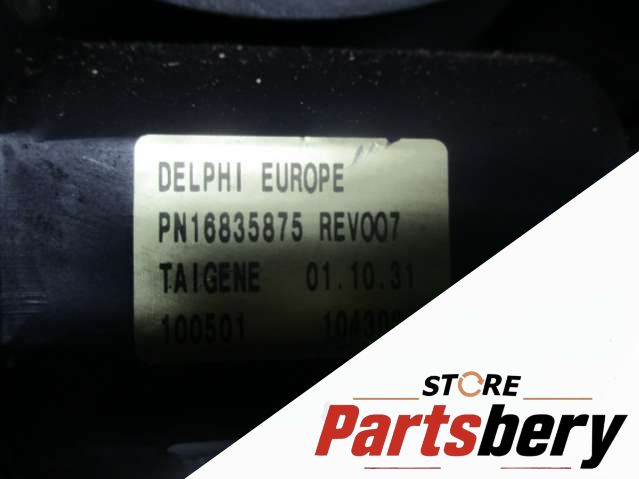 DELPHI EUROPE
PN16835875 REV007
TAIGENE 01.10.31
100501
STORE
Partsbery